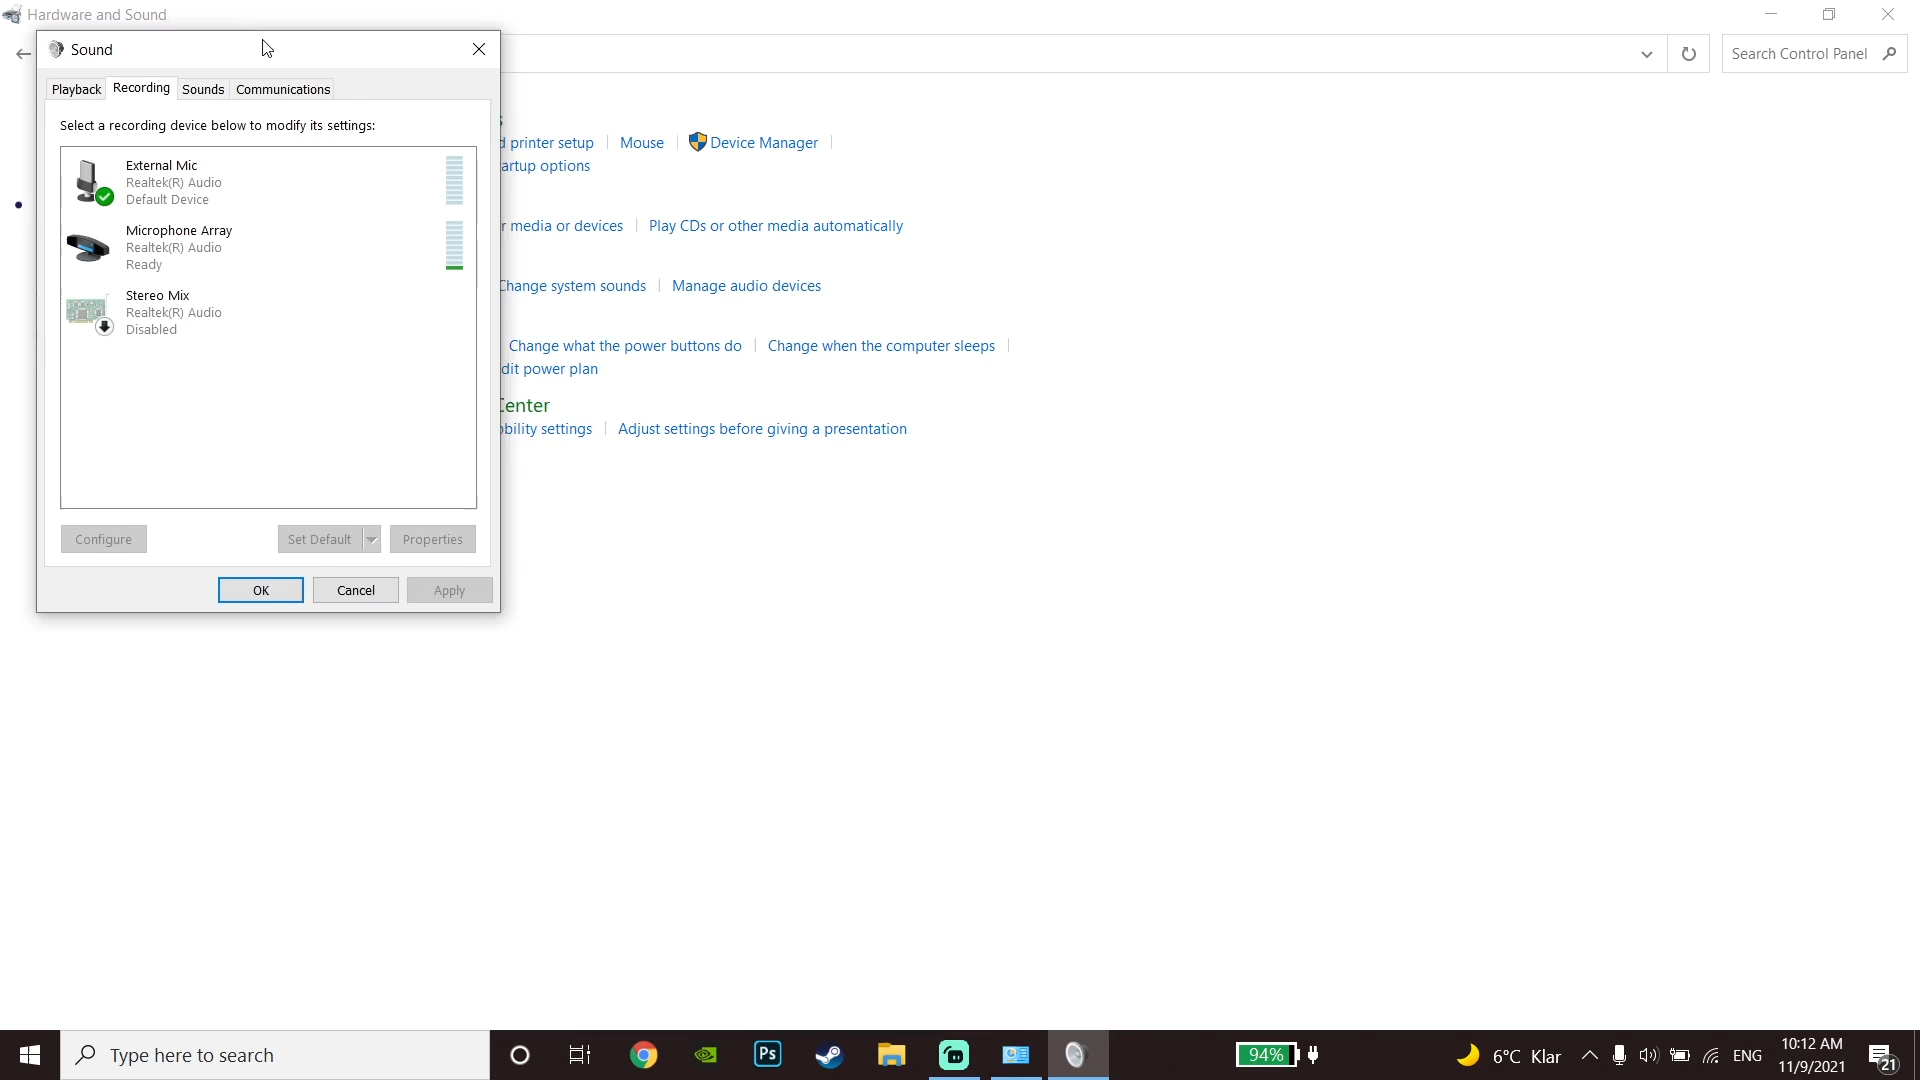 Hardware and Sound
Sound
Search Control Panel
Playback
Recording
Sounds
Communications
Select a recording device below to modify its settings:
External Mic
Realtek(R) Audio
Default Device
Microphone Array
Realtek(R) Audio
Ready
Stereo Mix
Realtek(R) Audio
Disabled
Configure
Set Default
Properties
OK
Cancel
Apply
s
d printer setup
Mouse
Device Manager
artup options
r media or devices
Play CDs or other media automatically
Change system sounds
Manage audio devices
Change what the power buttons do
Change when the computer sleeps
dit power plan
Center
obility settings
Adjust settings before giving a presentation
Type here to search
Ps
94%
6°C Klar
ENG
10:12 AM
11/9/2021
21